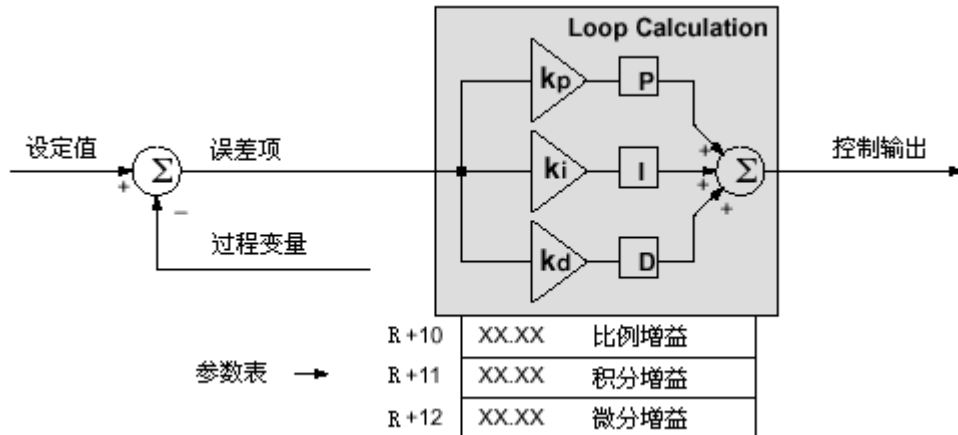 Loop Calculation
kp
P
设定值
Σ
误差项
ki
I
Σ
控制输出
+
+
+
+
−
过程变量
kd
D
R +10 XX.XX 比例增益
参数表
R +11 XX.XX 积分增益
R +12 XX.XX 微分增益